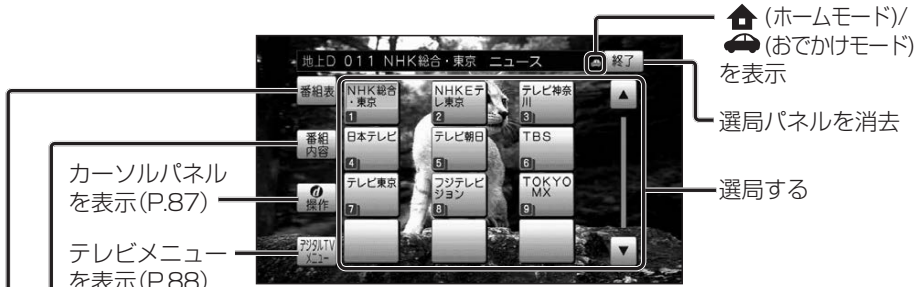 (ホームモード)/
(おでかけモード)
を表示
地上D 011 NHK総合・東京 ニュース
終了
選局パネルを消去
番組表
NHK総合
・東京
1
NHKEテ
レ東京
2
テレビ神奈
川
3
番組
内容
日本テレビ
4
テレビ朝日
5
TBS
6
選局する
カーソルパネル
を表示(P.87)
d
操作
テレビ東京
7
フジテレビ
ジョン
8
TOKYO
MX
9
テレビメニュー
を表示(P.88)
デジタルTV
メニュー